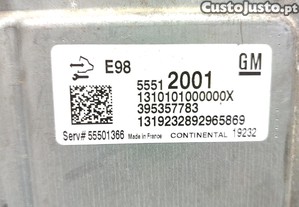 CustoJusto.pt
E98
GM
5551 2001
1310101000000X
395357783
1319232892965869
Serv# 55501366 Made in France CONTINENTAL 19232